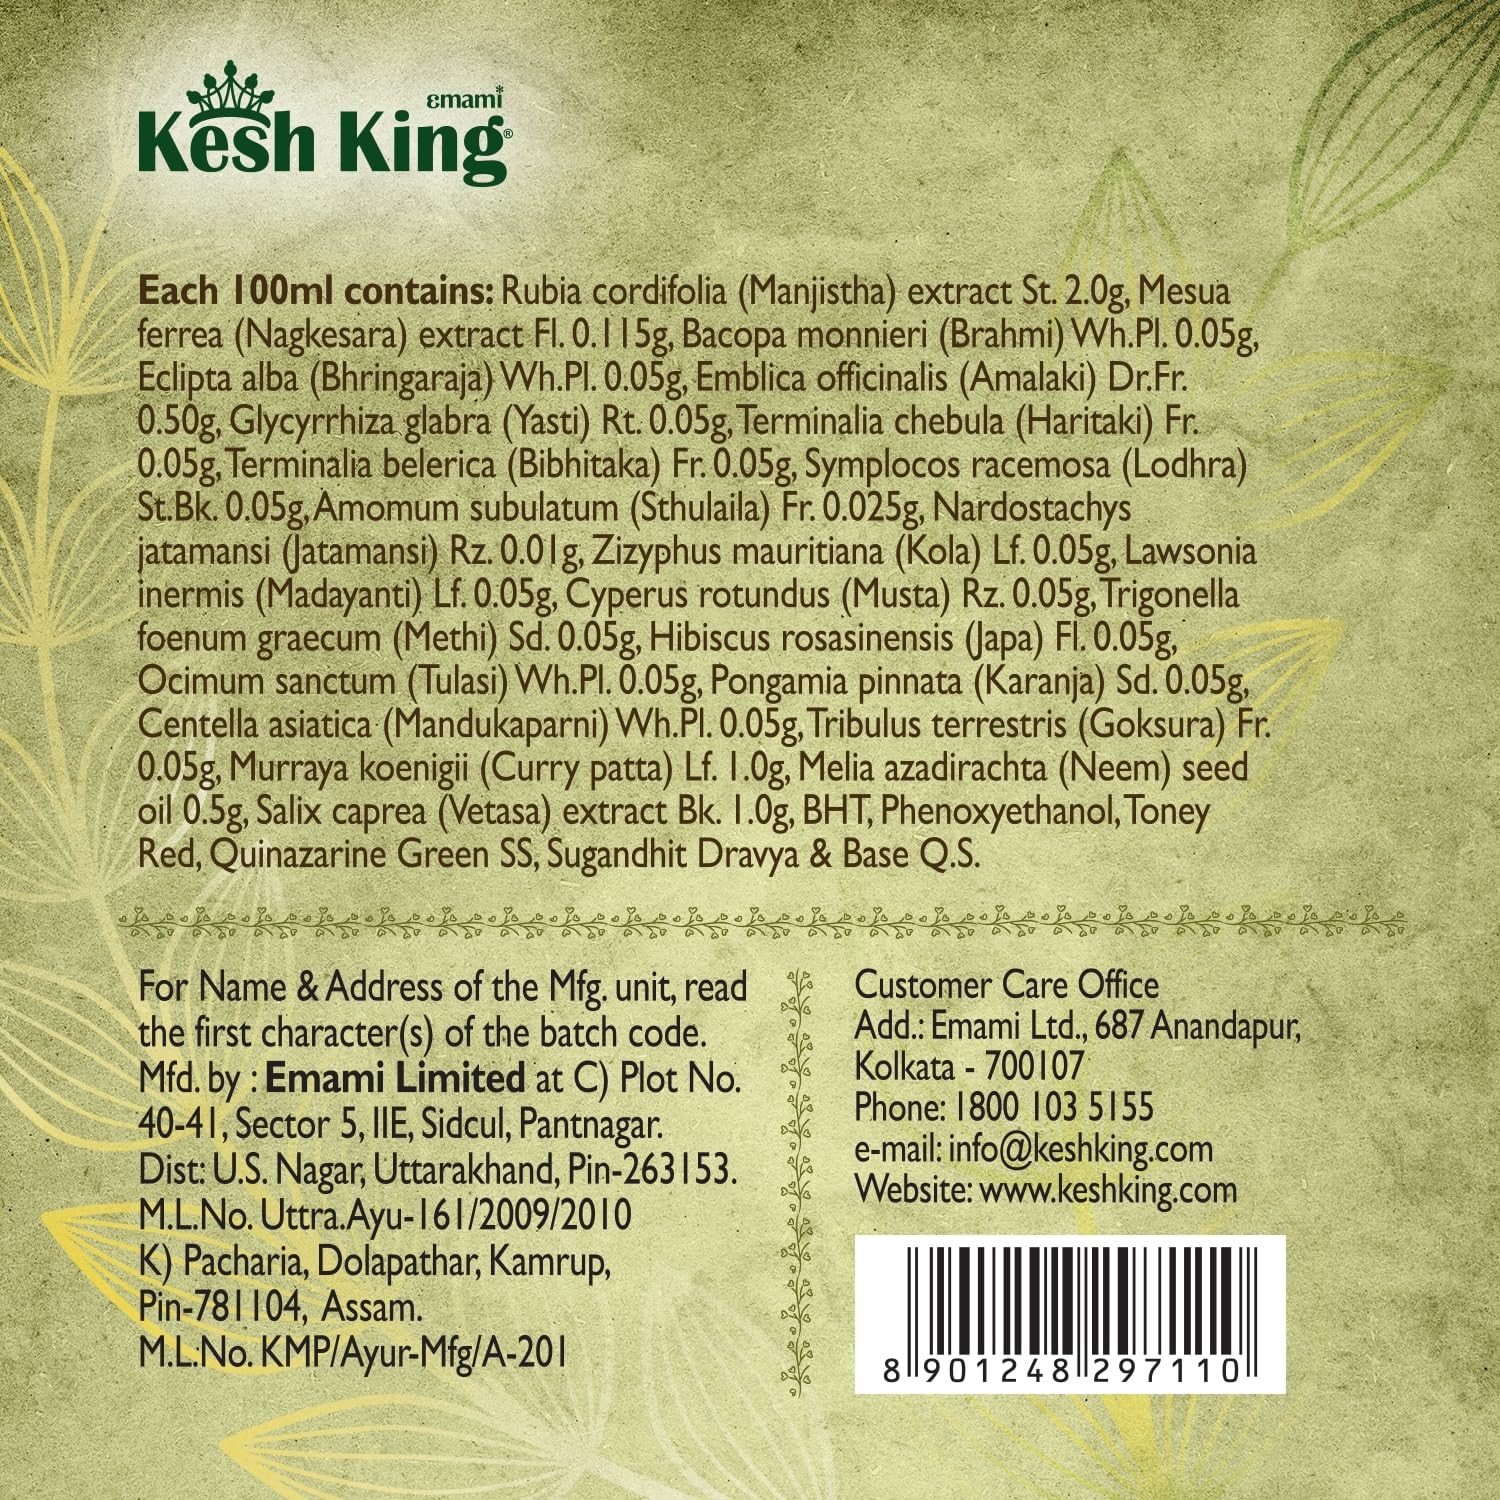 emami*
Kesh King®
Each 100ml contains: Rubia cordifolia (Manjistha) extract St. 2.0g, Mesua
ferrea (Nagkesara) extract Fl. 0.115g, Bacopa monnieri (Brahmi) Wh.Pl. 0.05g,
Eclipta alba (Bhringaraja) Wh.Pl. 0.05g, Emblica officinalis (Amalaki) Dr.Fr.
0.50g, Glycyrrhiza glabra (Yasti) Rt. 0.05g, Terminalia chebula (Haritaki) Fr.
0.05g, Terminalia belerica (Bibhitaka) Fr. 0.05g, Symplocos racemosa (Lodhra)
St.Bk. 0.05g, Amomum subulatum (Sthulaila) Fr. 0.025g, Nardostachys
jatamansi (Jatamansi) Rz. 0.01g, Zizyphus mauritiana (Kola) Lf. 0.05g, Lawsonia
inermis (Madayanti) Lf. 0.05g, Cyperus rotundus (Musta) Rz. 0.05g, Trigonella
foenum graecum (Methi) Sd. 0.05g, Hibiscus rosasinensis (Japa) Fl. 0.05g,
Ocimum sanctum (Tulasi) Wh.Pl. 0.05g, Pongamia pinnata (Karanja) Sd. 0.05g,
Centella asiatica (Mandukaparni) Wh.Pl. 0.05g, Tribulus terrestris (Goksura) Fr.
0.05g, Murraya koenigii (Curry patta) Lf. 1.0g, Melia azadirachta (Neem) seed
oil 0.5g, Salix caprea (Vetasa) extract Bk. 1.0g, BHT, Phenoxyethanol, Toney
Red, Quinazarine Green SS, Sugandhit Dravya & Base Q.S.
For Name & Address of the Mfg. unit, read
the first character(s) of the batch code.
Mfd. by : Emami Limited at C) Plot No.
40-41, Sector 5, IIE, Sidcul, Pantnagar.
Dist: U.S. Nagar, Uttarakhand, Pin-263153.
M.L.No. Uttra.Ayu-161/2009/2010
K) Pacharia, Dolapathar, Kamrup,
Pin-781104, Assam.
M.L.No. KMP/Ayur-Mfg/A-201
Customer Care Office
Add.: Emami Ltd., 687 Anandapur,
Kolkata - 700107
Phone: 1800 103 5155
e-mail: info@keshking.com
Website: www.keshking.com
8 901248 297110